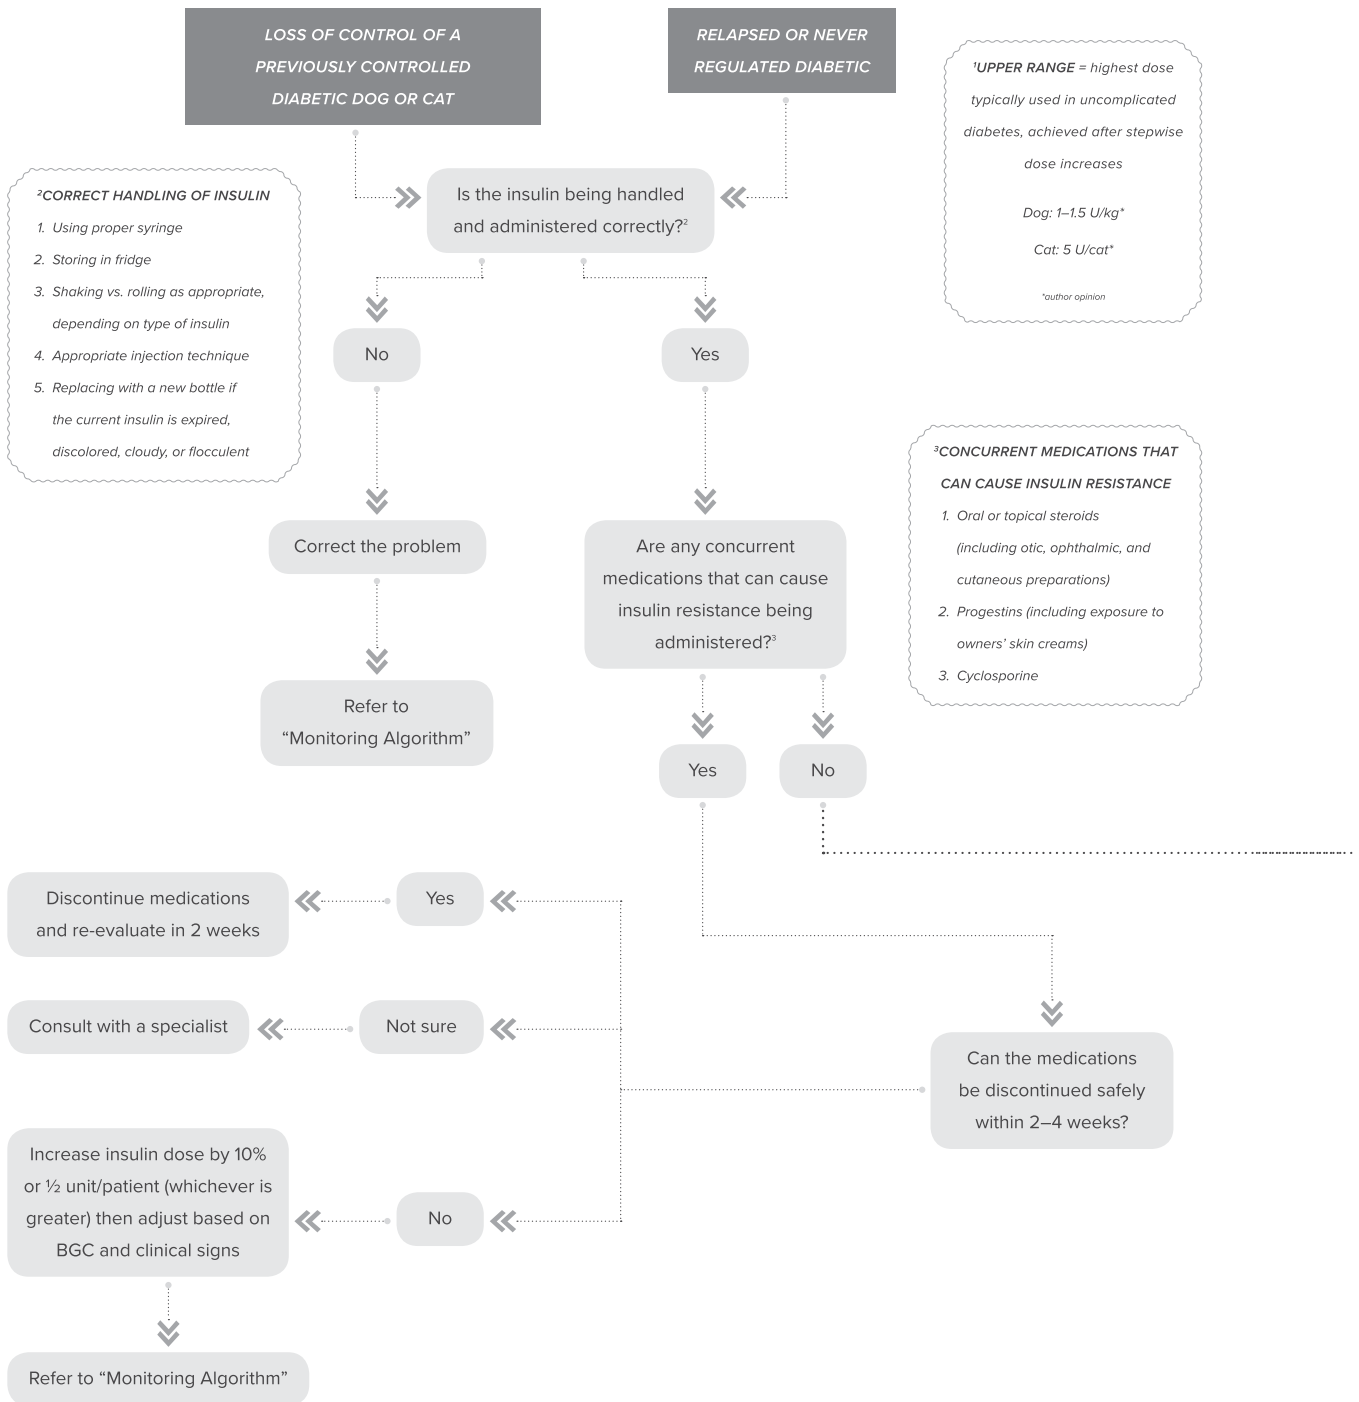 LOSS OF CONTROL OF A
PREVIOUSLY CONTROLLED
DIABETIC DOG OR CAT
RELAPSED OR NEVER
REGULATED DIABETIC
¹UPPER RANGE = highest dose
typically used in uncomplicated
diabetes, achieved after stepwise
dose increases
Dog: 1–1.5 U/kg*
Cat: 5 U/cat*
*author opinion
²CORRECT HANDLING OF INSULIN
1. Using proper syringe
2. Storing in fridge
3. Shaking vs. rolling as appropriate,
depending on type of insulin
4. Appropriate injection technique
5. Replacing with a new bottle if
the current insulin is expired,
discolored, cloudy, or flocculent
Is the insulin being handled
and administered correctly?²
No
Yes
³CONCURRENT MEDICATIONS THAT
CAN CAUSE INSULIN RESISTANCE
1. Oral or topical steroids
(including otic, ophthalmic, and
cutaneous preparations)
2. Progestins (including exposure to
owners’ skin creams)
3. Cyclosporine
Correct the problem
Are any concurrent
medications that can cause
insulin resistance being
administered?³
Refer to
“Monitoring Algorithm”
Yes
No
Discontinue medications
and re-evaluate in 2 weeks
Yes
Consult with a specialist
Not sure
Can the medications
be discontinued safely
within 2–4 weeks?
Increase insulin dose by 10%
or ½ unit/patient (whichever is
greater) then adjust based on
BGC and clinical signs
No
Refer to “Monitoring Algorithm”